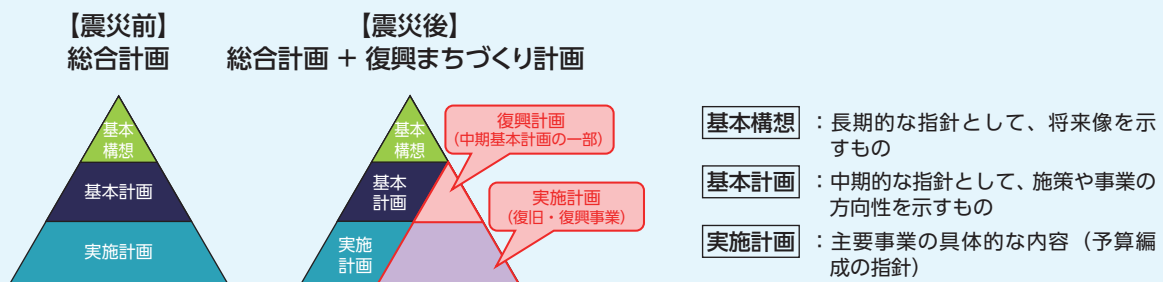 【震災前】
総合計画
【震災後】
総合計画 + 復興まちづくり計画
基本
構想
基本計画
実施計画
基本
構想
基本
計画
実施
計画
復興計画
（中期基本計画の一部）
実施計画
（復旧・復興事業）
基本構想：長期的な指針として、将来像を示
すもの
基本計画：中期的な指針として、施策や事業の
方向性を示すもの
実施計画：主要事業の具体的な内容（予算編
成の指針）